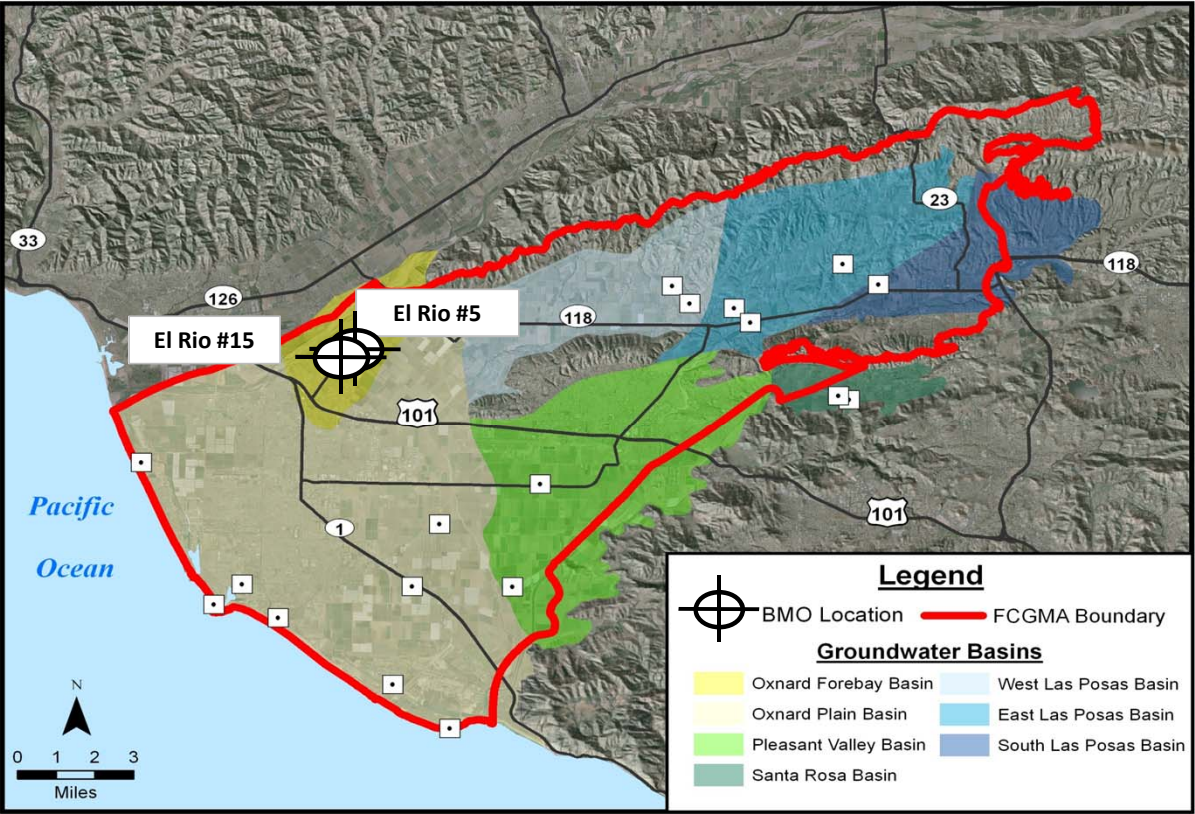 23
33
118
126
El Rio #5
118
El Rio #15
101
Pacific
Ocean
1
101
Legend
BMO Location
FCGMA Boundary
Groundwater Basins
Oxnard Forebay Basin
West Las Posas Basin
Oxnard Plain Basin
East Las Posas Basin
Pleasant Valley Basin
South Las Posas Basin
Santa Rosa Basin
N
0 1 2 3
Miles